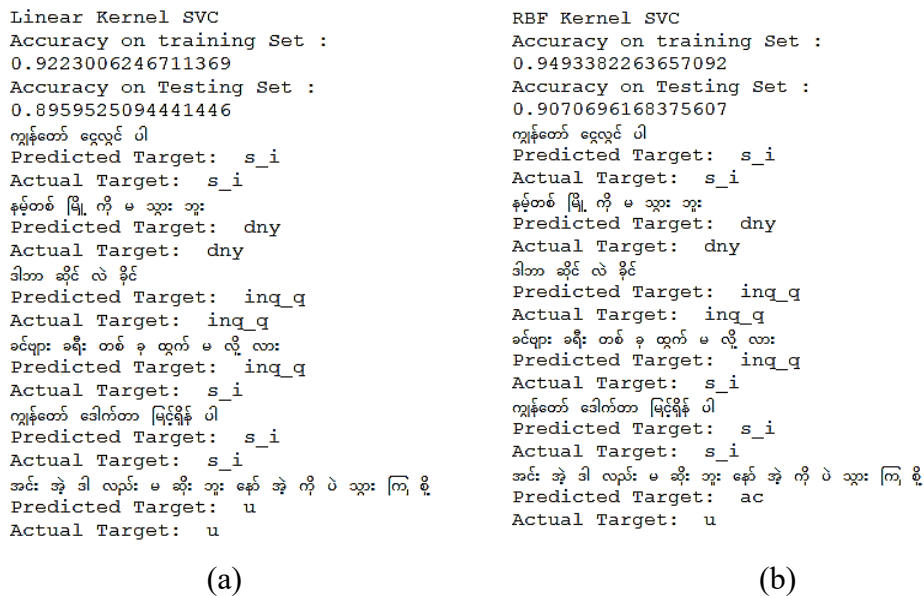 Linear Kernel SVC
Accuracy on training Set :
0.9223006246711369
Accuracy on Testing Set :
0.8959525094441446
ကျွန်တော် ငွေလွင် ပါ
Predicted Target:  s_i
Actual Target:  s_i
နမ့်တစ် မြို့ ကို မ သွား ဘူး
Predicted Target:  dny
Actual Target:  dny
ဒါဘာ ဆိုင် လဲ ခိုင်
Predicted Target:  inq_q
Actual Target:  inq_q
ခင်ဗျား ခရီး တစ် ခု ထွက် မ လို့ လား
Predicted Target:  inq_q
Actual Target:  s_i
ကျွန်တော် ဒေါက်တာ မြင့်ရှိန် ပါ
Predicted Target:  s_i
Actual Target:  s_i
အင်း အဲ့ ဒါ လည်း မ ဆိုး ဘူး နော် အဲ့ ကို ပဲ သွား ကြ စို့
Predicted Target:  u
Actual Target:  u
(a)
RBF Kernel SVC
Accuracy on training Set :
0.9493382263657092
Accuracy on Testing Set :
0.9070696168375607
ကျွန်တော် ငွေလွင် ပါ
Predicted Target:  s_i
Actual Target:  s_i
နမ့်တစ် မြို့ ကို မ သွား ဘူး
Predicted Target:  dny
Actual Target:  dny
ဒါဘာ ဆိုင် လဲ ခိုင်
Predicted Target:  inq_q
Actual Target:  inq_q
ခင်ဗျား ခရီး တစ် ခု ထွက် မ လို့ လား
Predicted Target:  inq_q
Actual Target:  s_i
ကျွန်တော် ဒေါက်တာ မြင့်ရှိန် ပါ
Predicted Target:  s_i
Actual Target:  s_i
အင်း အဲ့ ဒါ လည်း မ ဆိုး ဘူး နော် အဲ့ ကို ပဲ သွား ကြ စို့
Predicted Target:  ac
Actual Target:  u
(b)